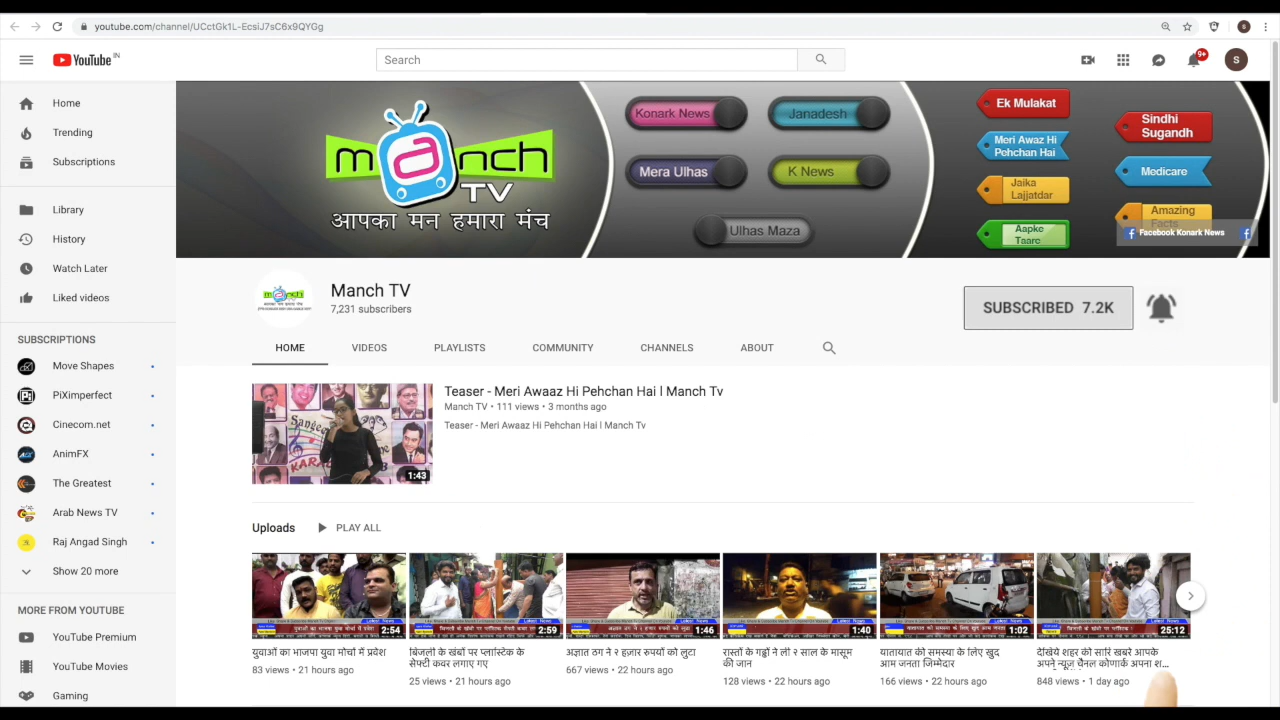 youtube.com/channel/UCctGk1L-EcsiJ7sC6x9QYGg
YouTube IN
Search
9+
S
Home
Trending
Subscriptions
Library
History
Watch Later
Liked videos
SUBSCRIPTIONS
Move Shapes
PiXimperfect
Cinecom.net
AnimFX
The Greatest
Arab News TV
Raj Angad Singh
Show 20 more
MORE FROM YOUTUBE
YouTube Premium
YouTube Movies
Gaming
manch
TV
आपका मन हमारा मंच
Konark News
Janadesh
Mera Ulhas
K News
Ulhas Maza
Ek Mulakat
Meri Awaz Hi
Pehchan Hai
Jaika
Lajjatdar
Aapke
Taare
Sindhi
Sugandh
Medicare
Amazing
Facts
Facebook Konark News
Manch TV
7,231 subscribers
SUBSCRIBED 7.2K
HOME VIDEOS PLAYLISTS COMMUNITY CHANNELS ABOUT
1:43
Teaser - Meri Awaaz Hi Pehchan Hai l Manch Tv
Manch TV • 111 views • 3 months ago
Teaser - Meri Awaaz Hi Pehchan Hai l Manch Tv
Uploads PLAY ALL
2:54
युवाओं का भाजपा युवा मोर्चा में प्रवेश
83 views • 21 hours ago
2:59
बिजली के खंबों पर प्लास्टिक के
सेफ्टी कवर लगाए गए
25 views • 21 hours ago
1:46
अज्ञात ठग ने २ हज़ार रुपयों को लुटा
667 views • 22 hours ago
1:40
रास्तों के गड्ढों ने ली २ साल के मासूम
की जान
128 views • 22 hours ago
1:02
यातायात की समस्या के लिए खुद
आम जनता जिम्मेदार
166 views • 22 hours ago
25:12
देखिये शहर की सारि खबरे आपके
अपने न्यूज़ चैनल कोणार्क अपना श...
848 views • 1 day ago